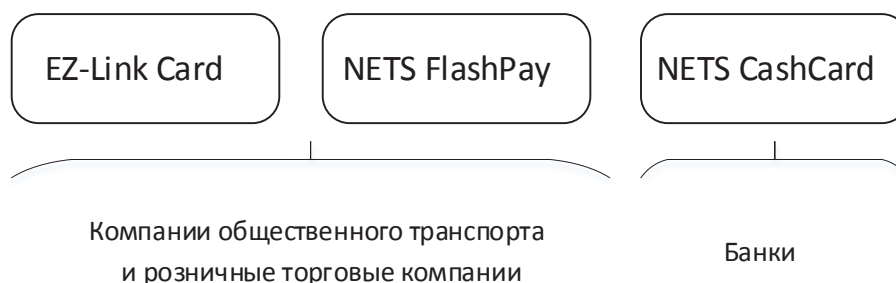 EZ-Link Card
NETS FlashPay
NETS CashCard
Компании общественного транспорта
и розничные торговые компании
Банки